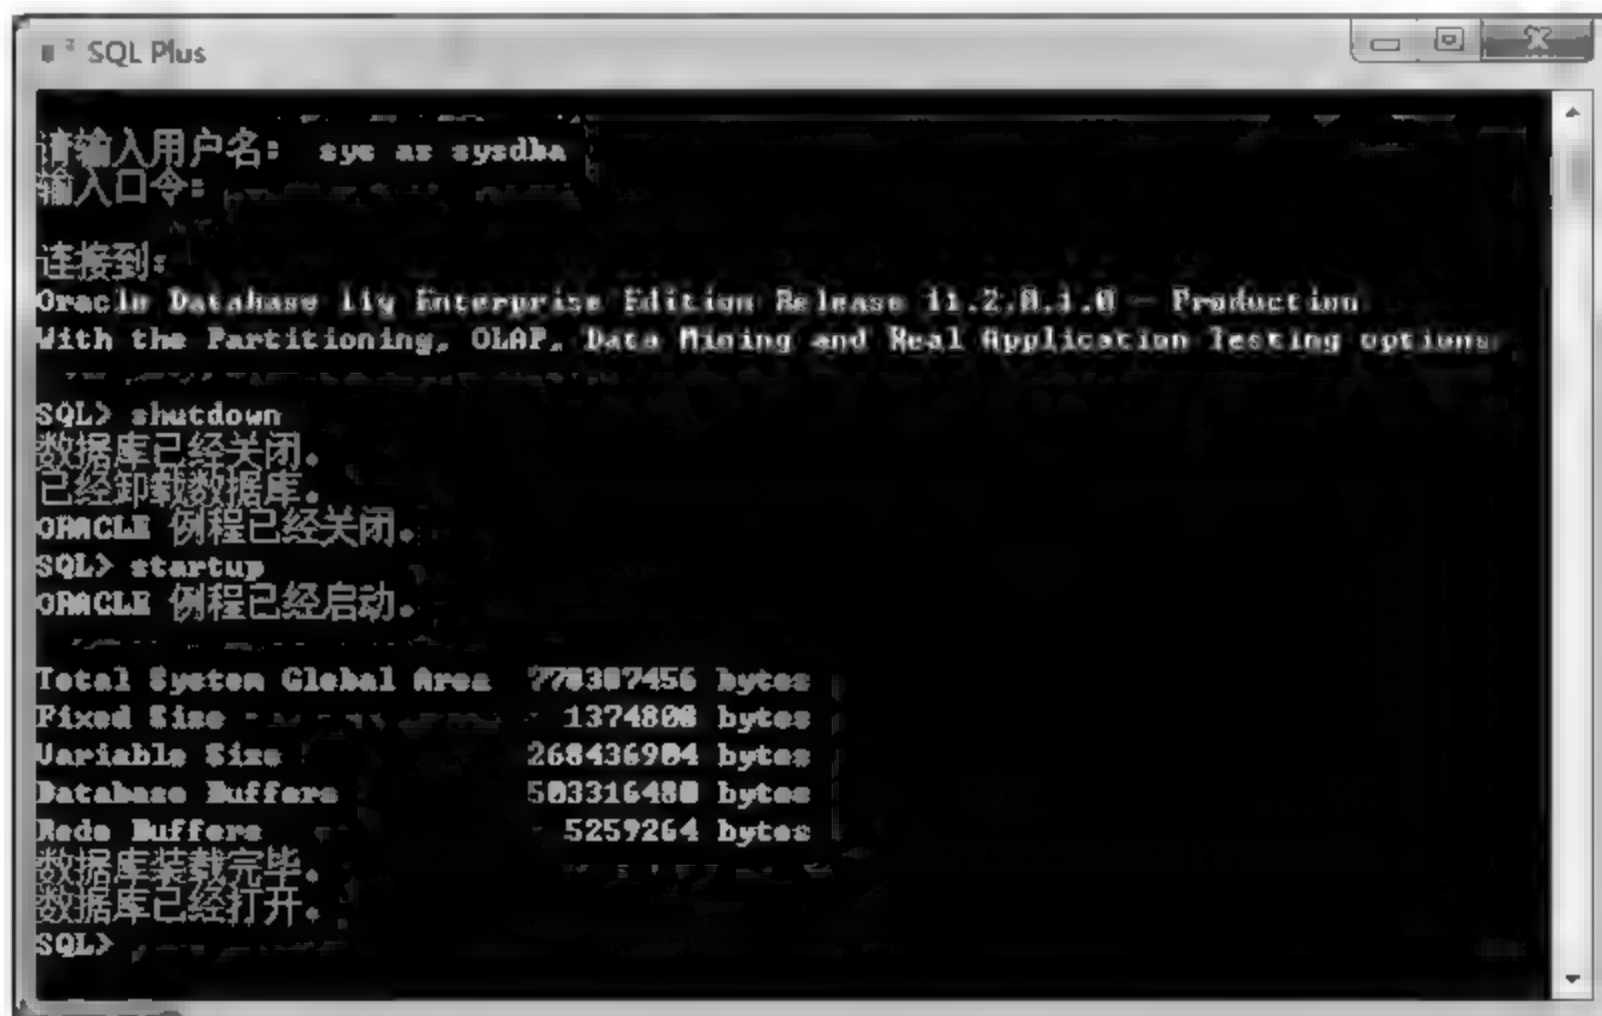 SQL Plus
请输入用户名: sys as sysdba
输入口令:
连接到:
Oracle Database 11g Enterprise Edition Release 11.2.0.1.0 - Production
With the Partitioning, OLAP, Data Mining and Real Application Testing options
SQL> shutdown
数据库已经关闭。
已经卸载数据库。
ORACLE 例程已经关闭。
SQL> startup
ORACLE 例程已经启动。
Total System Global Area 778387456 bytes
Fixed Size 1374808 bytes
Variable Size 268436904 bytes
Database Buffers 503316480 bytes
Redo Buffers 5259264 bytes
数据库装载完毕。
数据库已经打开。
SQL>